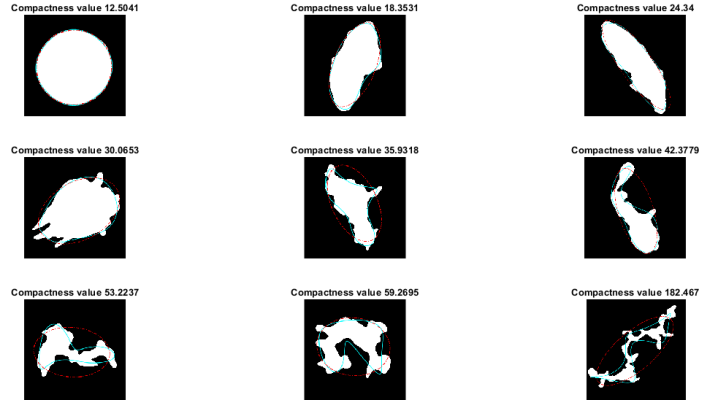 Compactness value 12.5041
Compactness value 18.3531
Compactness value 24.34
Compactness value 30.0653
Compactness value 35.9318
Compactness value 42.3779
Compactness value 53.2237
Compactness value 59.2695
Compactness value 182.467